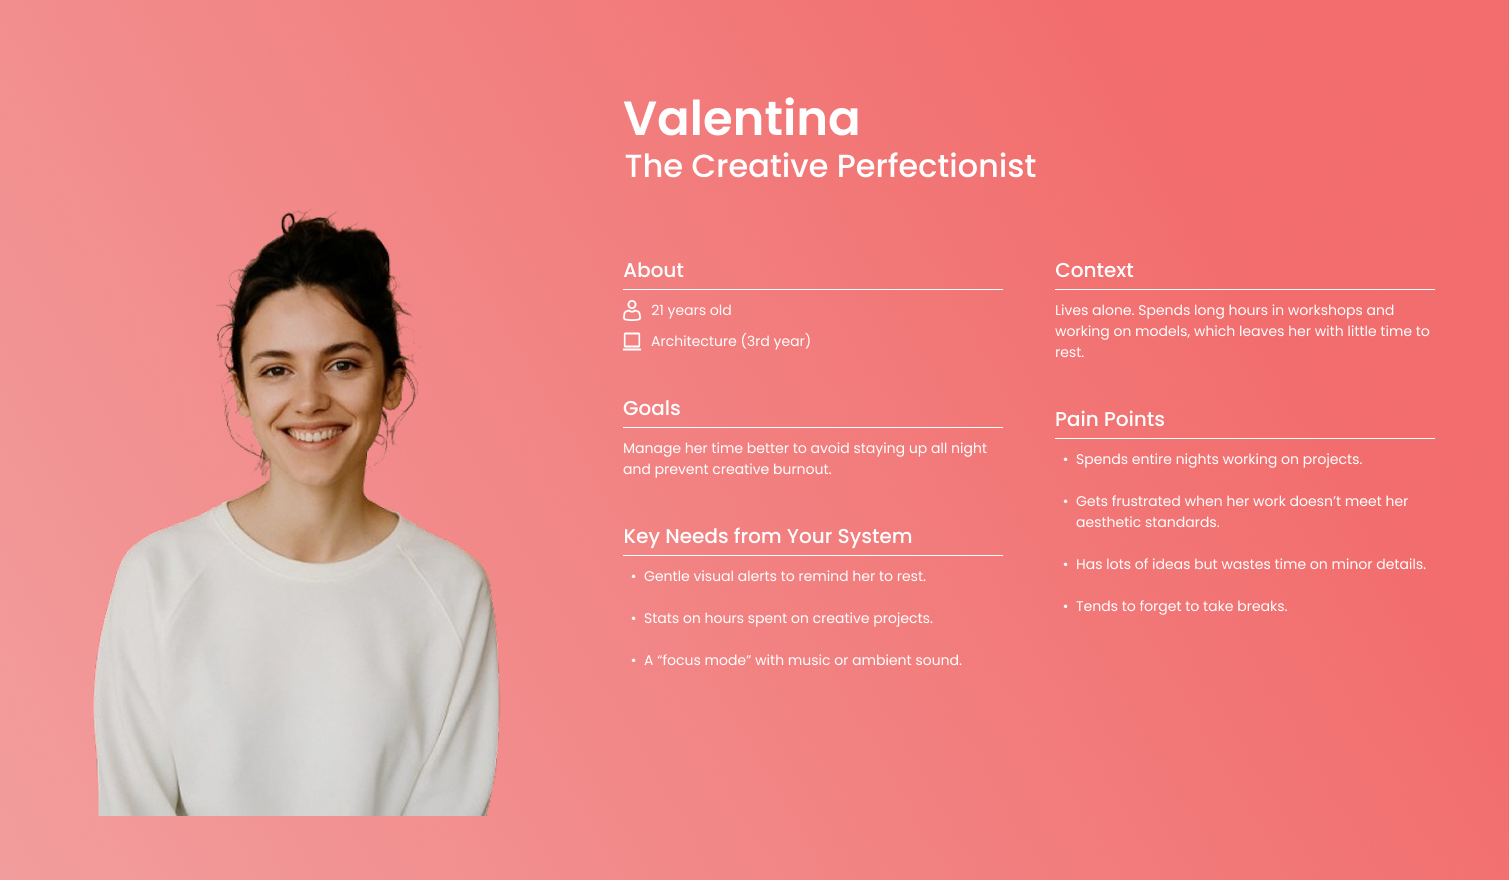 Valentina
The Creative Perfectionist
About
21 years old
Architecture (3rd year)
Goals
Manage her time better to avoid staying up all night
and prevent creative burnout.
Key Needs from Your System
• Gentle visual alerts to remind her to rest.
• Stats on hours spent on creative projects.
• A “focus mode” with music or ambient sound.
Context
Lives alone. Spends long hours in workshops and
working on models, which leaves her with little time to
rest.
Pain Points
• Spends entire nights working on projects.
• Gets frustrated when her work doesn’t meet her
aesthetic standards.
• Has lots of ideas but wastes time on minor details.
• Tends to forget to take breaks.